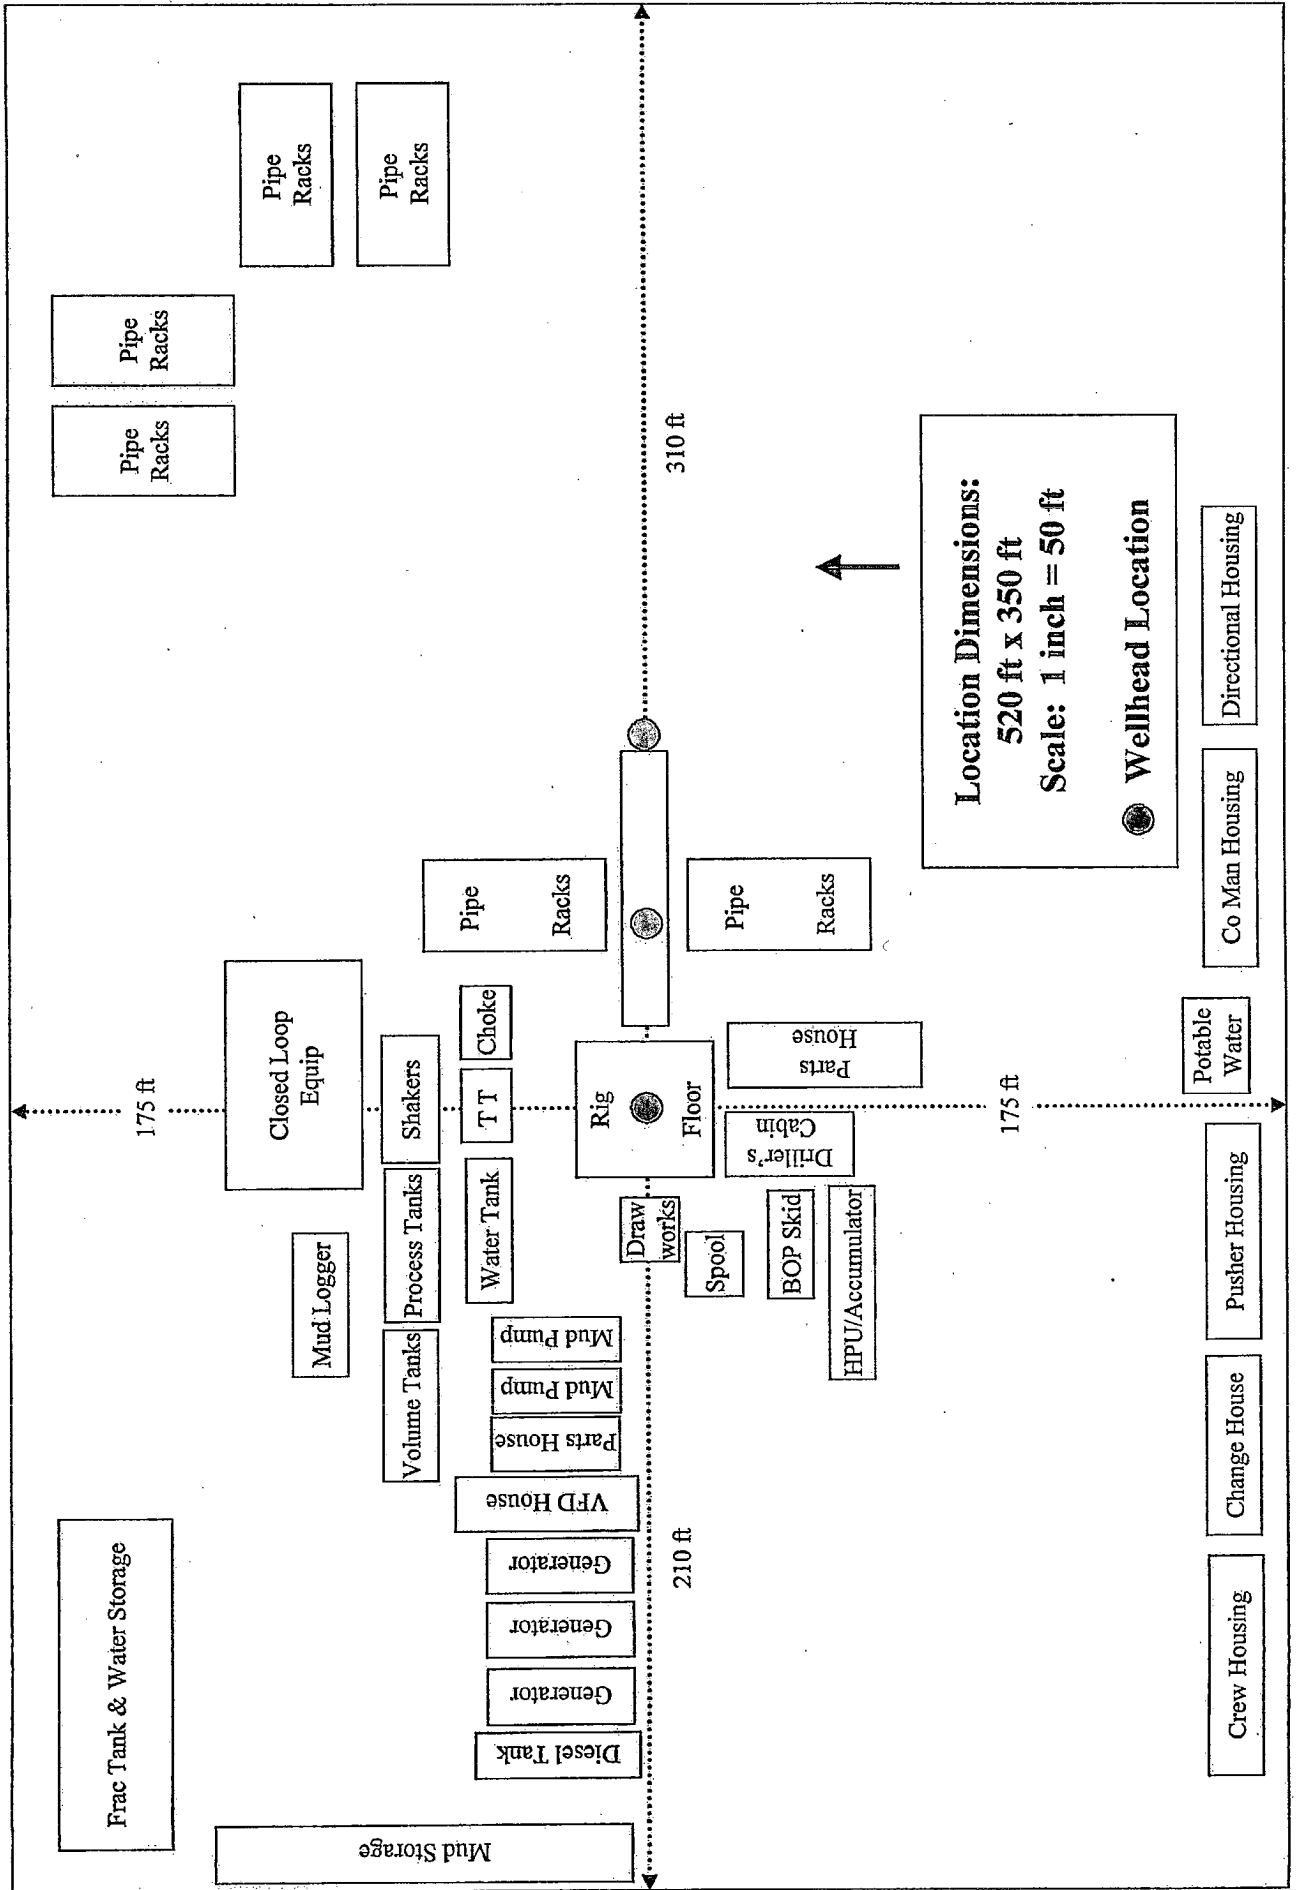 Frac Tank & Water Storage
Mud Storage
Diesel Tank
Generator
Generator
Generator
VFD House
Parts House
Mud Pump
Mud Pump
Volume Tanks
Process Tanks
Shakers
Mud Logger
Closed Loop
Equip
Water Tank
T T
Choke
175 ft
Pipe
Racks
Pipe
Racks
Pipe
Racks
Pipe
Racks
Pipe
Racks
Pipe
Racks
Rig
Floor
Draw
works
Spool
BOP Skid
HPU/Accumulator
Driller's
Cabin
Parts
House
210 ft
310 ft
175 ft
Location Dimensions:
520 ft x 350 ft
Scale: 1 inch = 50 ft
Wellhead Location
Crew Housing
Change House
Pusher Housing
Potable
Water
Co Man Housing
Directional Housing